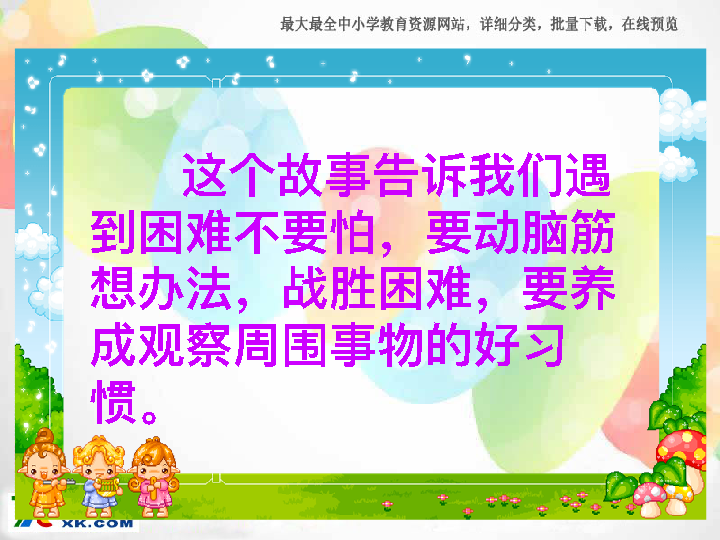 最大最全中小学教育资源网站，详细分类，批量下载，在线预览
这个故事告诉我们遇
到困难不要怕，要动脑筋
想办法，战胜困难，要养
成观察周围事物的好习
惯。
XK.COM